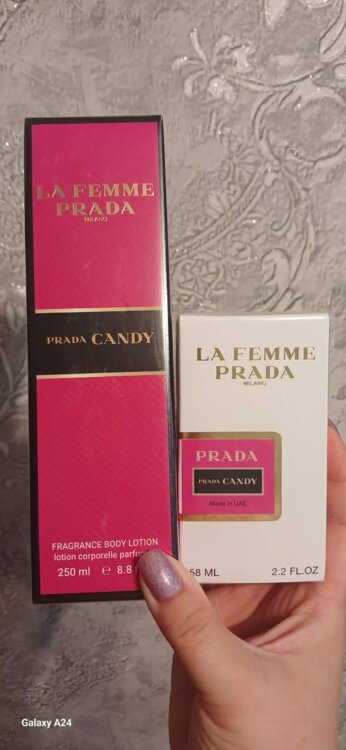 LA FEMME
PRADA
MILANO
PRADA CANDY
FRAGRANCE BODY LOTION
lotion corporelle
250 ml e 8.8
LA FEMME
PRADA
MILANO
PRADA
PRADA CANDY
Made in UAE
58 ML 2.2 FL.OZ
Galaxy A24